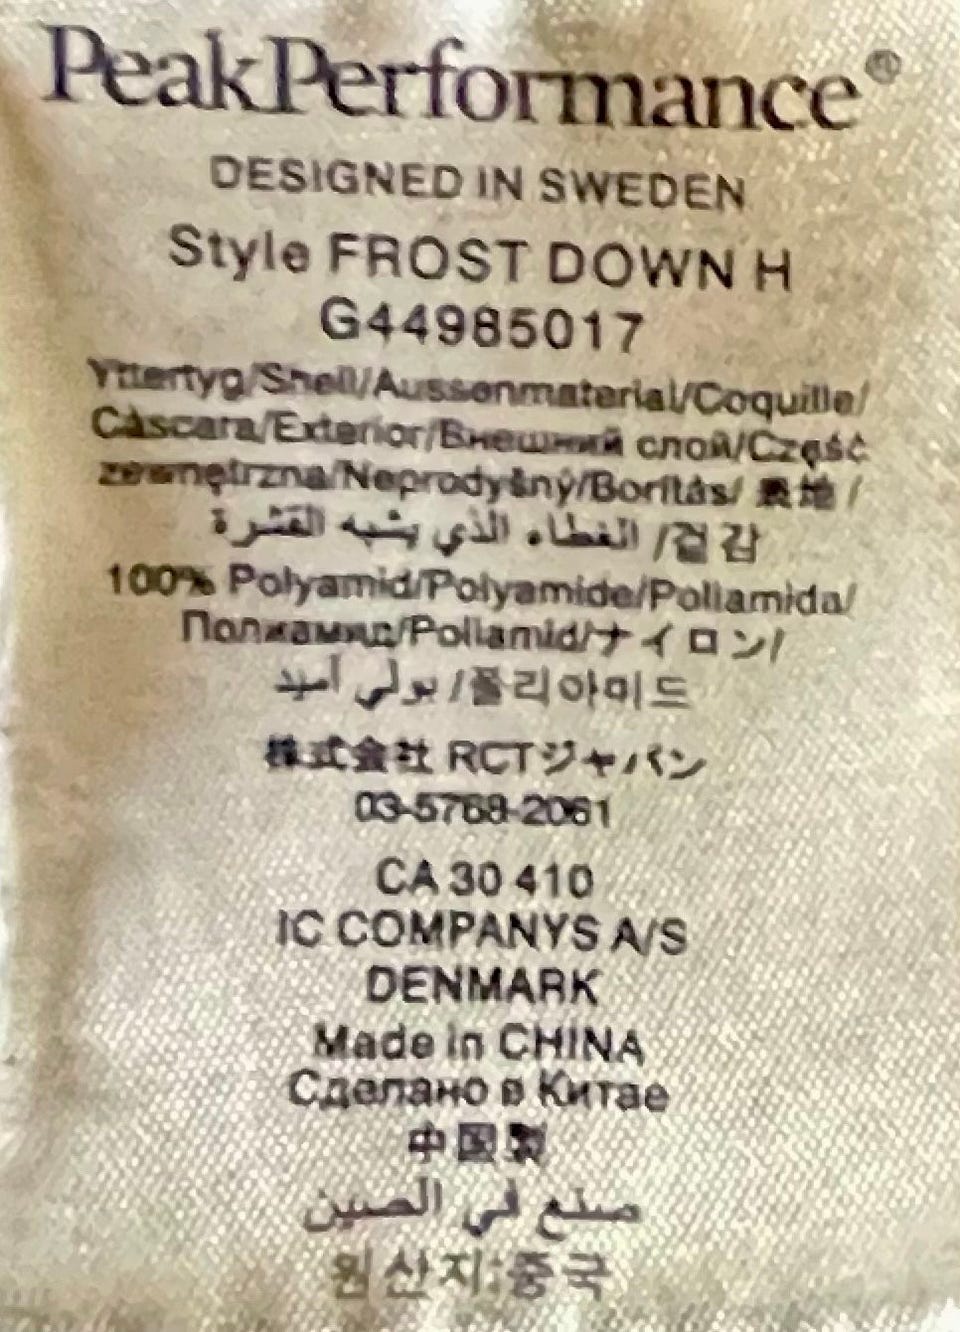 PeakPerformance®
DESIGNED IN SWEDEN
Style FROST DOWN H
G44985017
Yttertyg/Shell/Aussenmaterial/Coquille/
Càscara/Exterior/Внешний слой/Część
zewnętrzna/Neprodyšný/Borítás/ 表地 /
الغطاء الذي يشبه القشرة /겉감
100% Polyamid/Polyamide/Poliamida/
Полиамид/Poliamid/ナイロン/
بولي أميد /폴리아미드
株式会社 RCTジャパン
03-5768-2061
CA 30 410
IC COMPANYS A/S
DENMARK
Made in CHINA
Сделано в Китае
中国製
صنع في الصين
원산지:중국